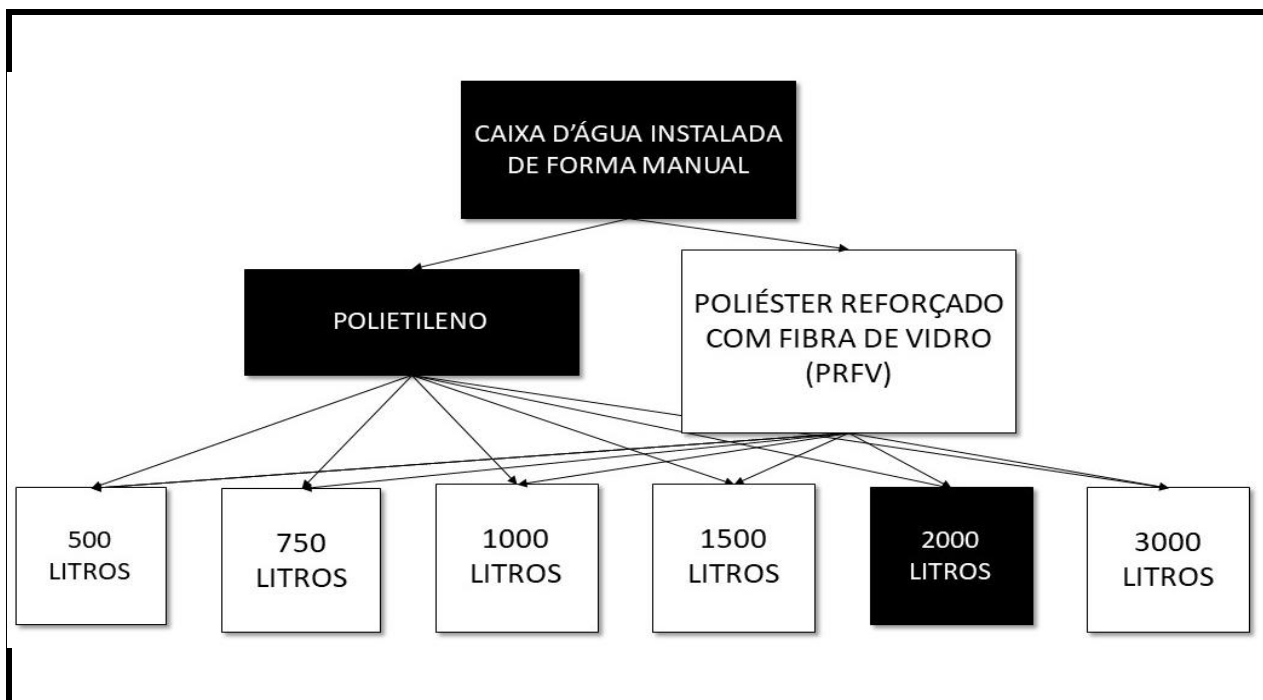 CAIXA D'ÁGUA INSTALADA
DE FORMA MANUAL
POLIETILENO
POLIÉSTER REFORÇADO
COM FIBRA DE VIDRO
(PRFV)
500
LITROS
750
LITROS
1000
LITROS
1500
LITROS
2000
LITROS
3000
LITROS